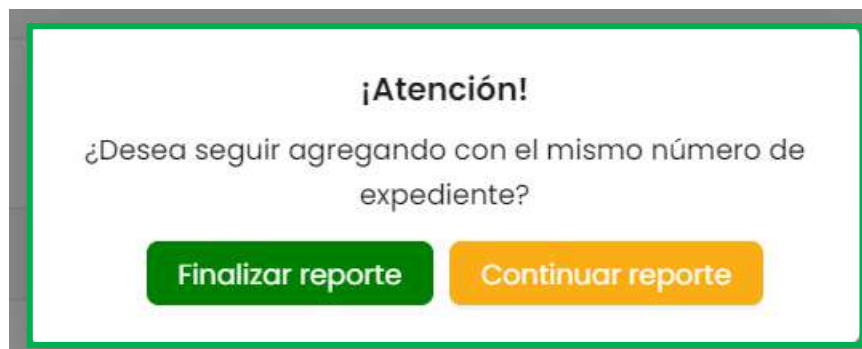 ¡Atención!
¿Desea seguir agregando con el mismo número de
expediente?
Finalizar reporte
Continuar reporte